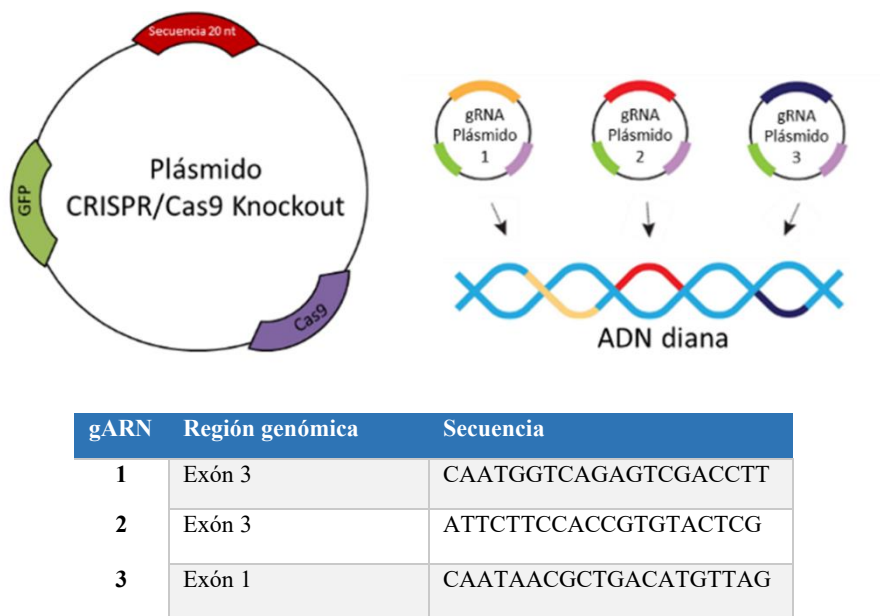 Secuencia 20 nt
GFP
Plásmido
CRISPR/Cas9 Knockout
Cas9
gRNA
Plásmido
1
gRNA
Plásmido
2
gRNA
Plásmido
3
ADN diana
gARN Región genómica Secuencia
1 Exón 3 CAATGGTCAGAGTCGACCTT
2 Exón 3 ATTCTTCCACCGTGTACTCG
3 Exón 1 CAATAACGCTGACATGTTAG